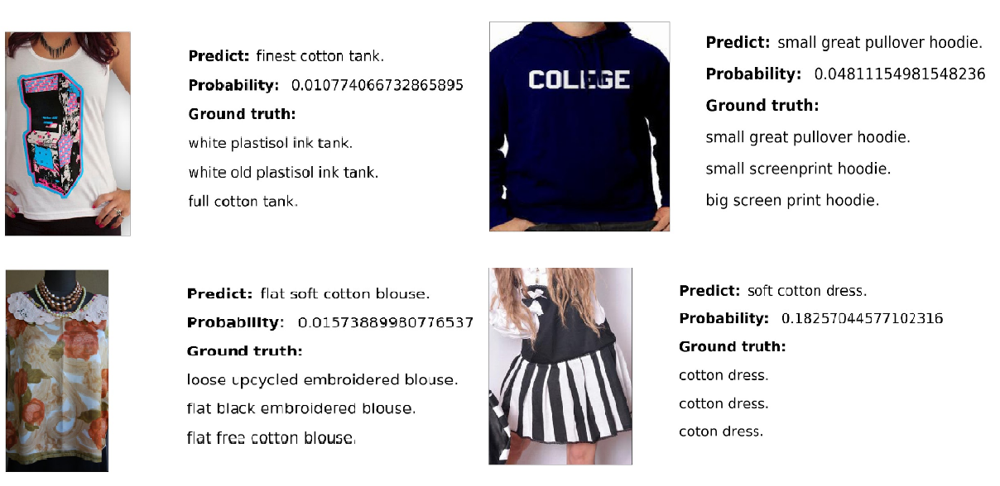 Predict: finest cotton tank.
Probability: 0.010774066732865895
Ground truth:
white plastisol ink tank.
white old plastisol ink tank.
full cotton tank.
COLLEGE
Predict: small great pullover hoodie.
Probability: 0.04811154981548236
Ground truth:
small great pullover hoodie.
small screenprint hoodie.
big screen print hoodie.
Predict: flat soft cotton blouse.
Probability: 0.01573889980776537
Ground truth:
loose upcycled embroidered blouse.
flat black embroidered blouse.
flat free cotton blouse.
Predict: soft cotton dress.
Probability: 0.18257044577102316
Ground truth:
cotton dress.
cotton dress.
coton dress.